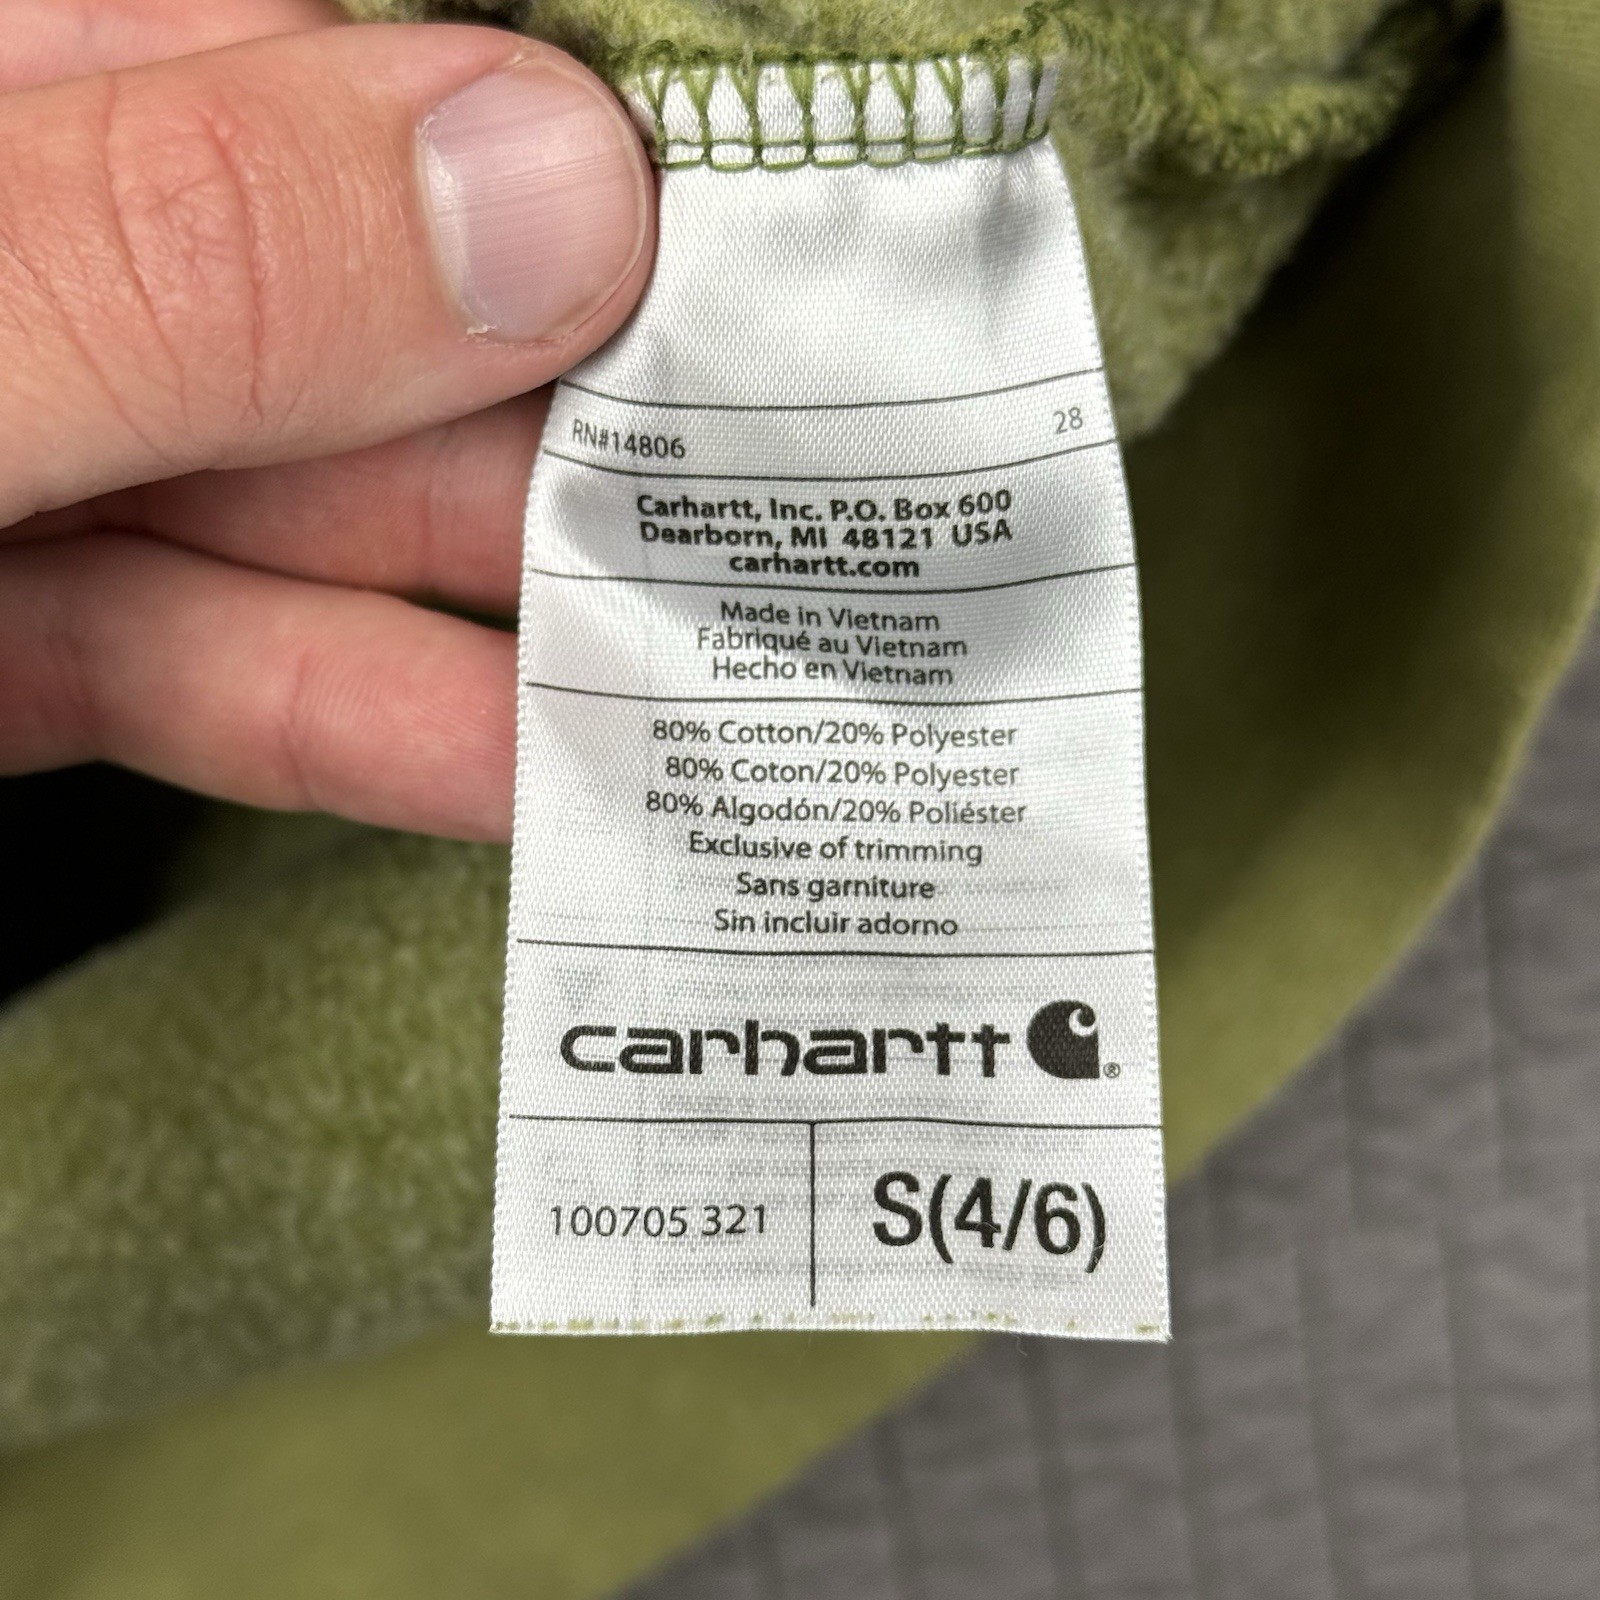 RN#14806 28
Carhartt, Inc. P.O. Box 600
Dearborn, MI 48121 USA
carhartt.com
Made in Vietnam
Fabriqué au Vietnam
Hecho en Vietnam
80% Cotton/20% Polyester
80% Coton/20% Polyester
80% Algodón/20% Poliéster
Exclusive of trimming
Sans garniture
Sin incluir adorno
carhartt ®
100705 321 S(4/6)